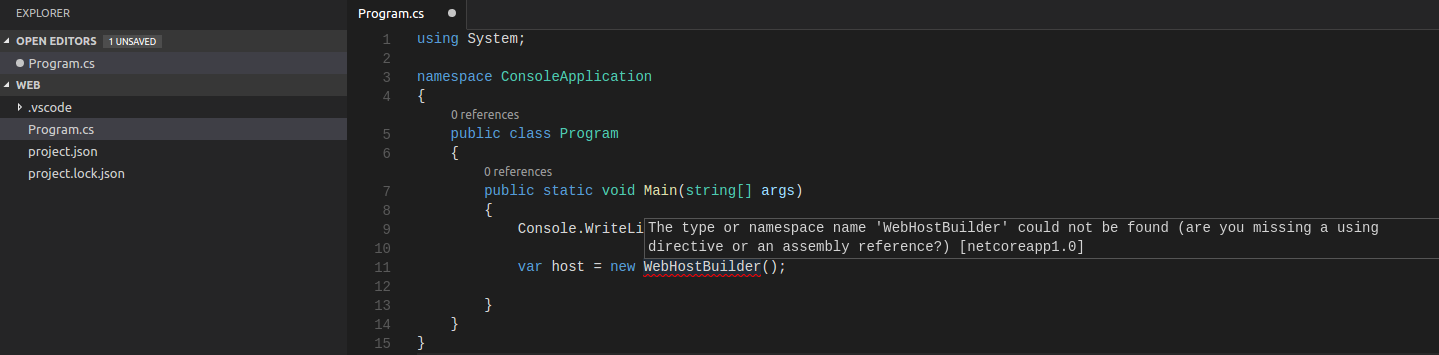 EXPLORER
OPEN EDITORS 1 UNSAVED
Program.cs
WEB
.vscode
Program.cs
project.json
project.lock.json
Program.cs
1 using System;
2
3 namespace ConsoleApplication
4 {
0 references
5 public class Program
6 {
0 references
7 public static void Main(string[] args)
8 {
9 Console.WriteLi
The type or namespace name 'WebHostBuilder' could not be found (are you missing a using
directive or an assembly reference?) [netcoreapp1.0]
10
11 var host = new WebHostBuilder();
12
13 }
14 }
15 }